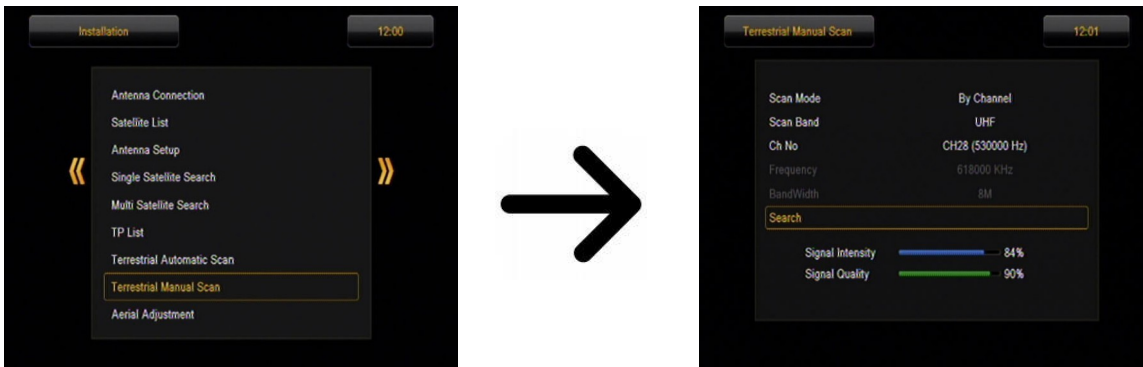 Installation
12:00
Antenna Connection
Satellite List
Antenna Setup
Single Satellite Search
Multi Satellite Search
TP List
Terrestrial Automatic Scan
Terrestrial Manual Scan
Aerial Adjustment
Terrestrial Manual Scan
12:01
Scan Mode By Channel
Scan Band UHF
Ch No CH28 (530000 Hz)
Frequency 618000 KHz
BandWidth 8M
Search
Signal Intensity 84%
Signal Quality 90%